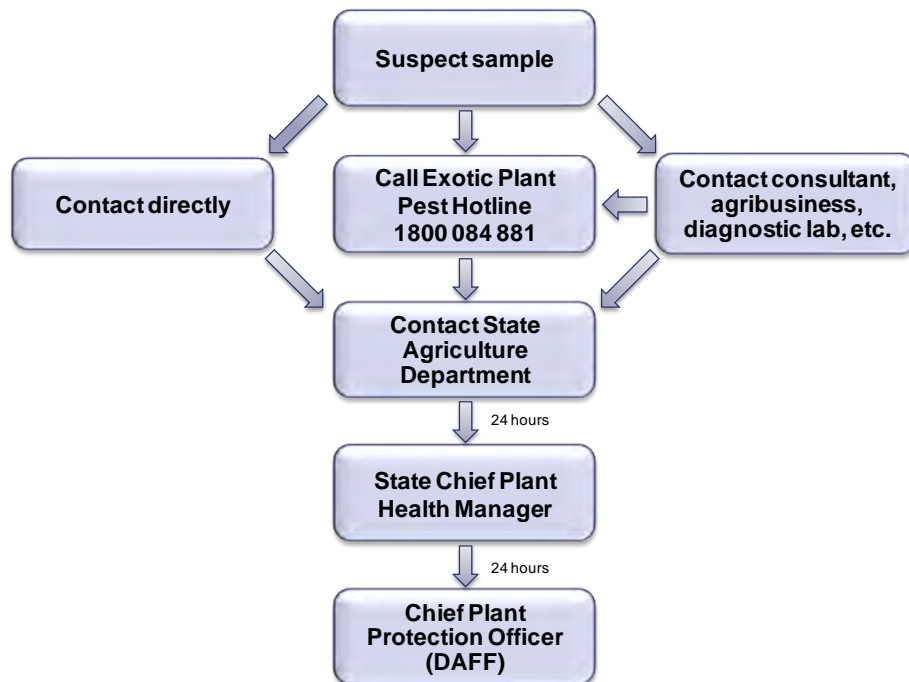 Suspect sample
Contact directly
Call Exotic Plant
Pest Hotline
1800 084 881
Contact consultant,
agribusiness,
diagnostic lab, etc.
Contact State
Agriculture
Department
24 hours
State Chief Plant
Health Manager
24 hours
Chief Plant
Protection Officer
(DAFF)